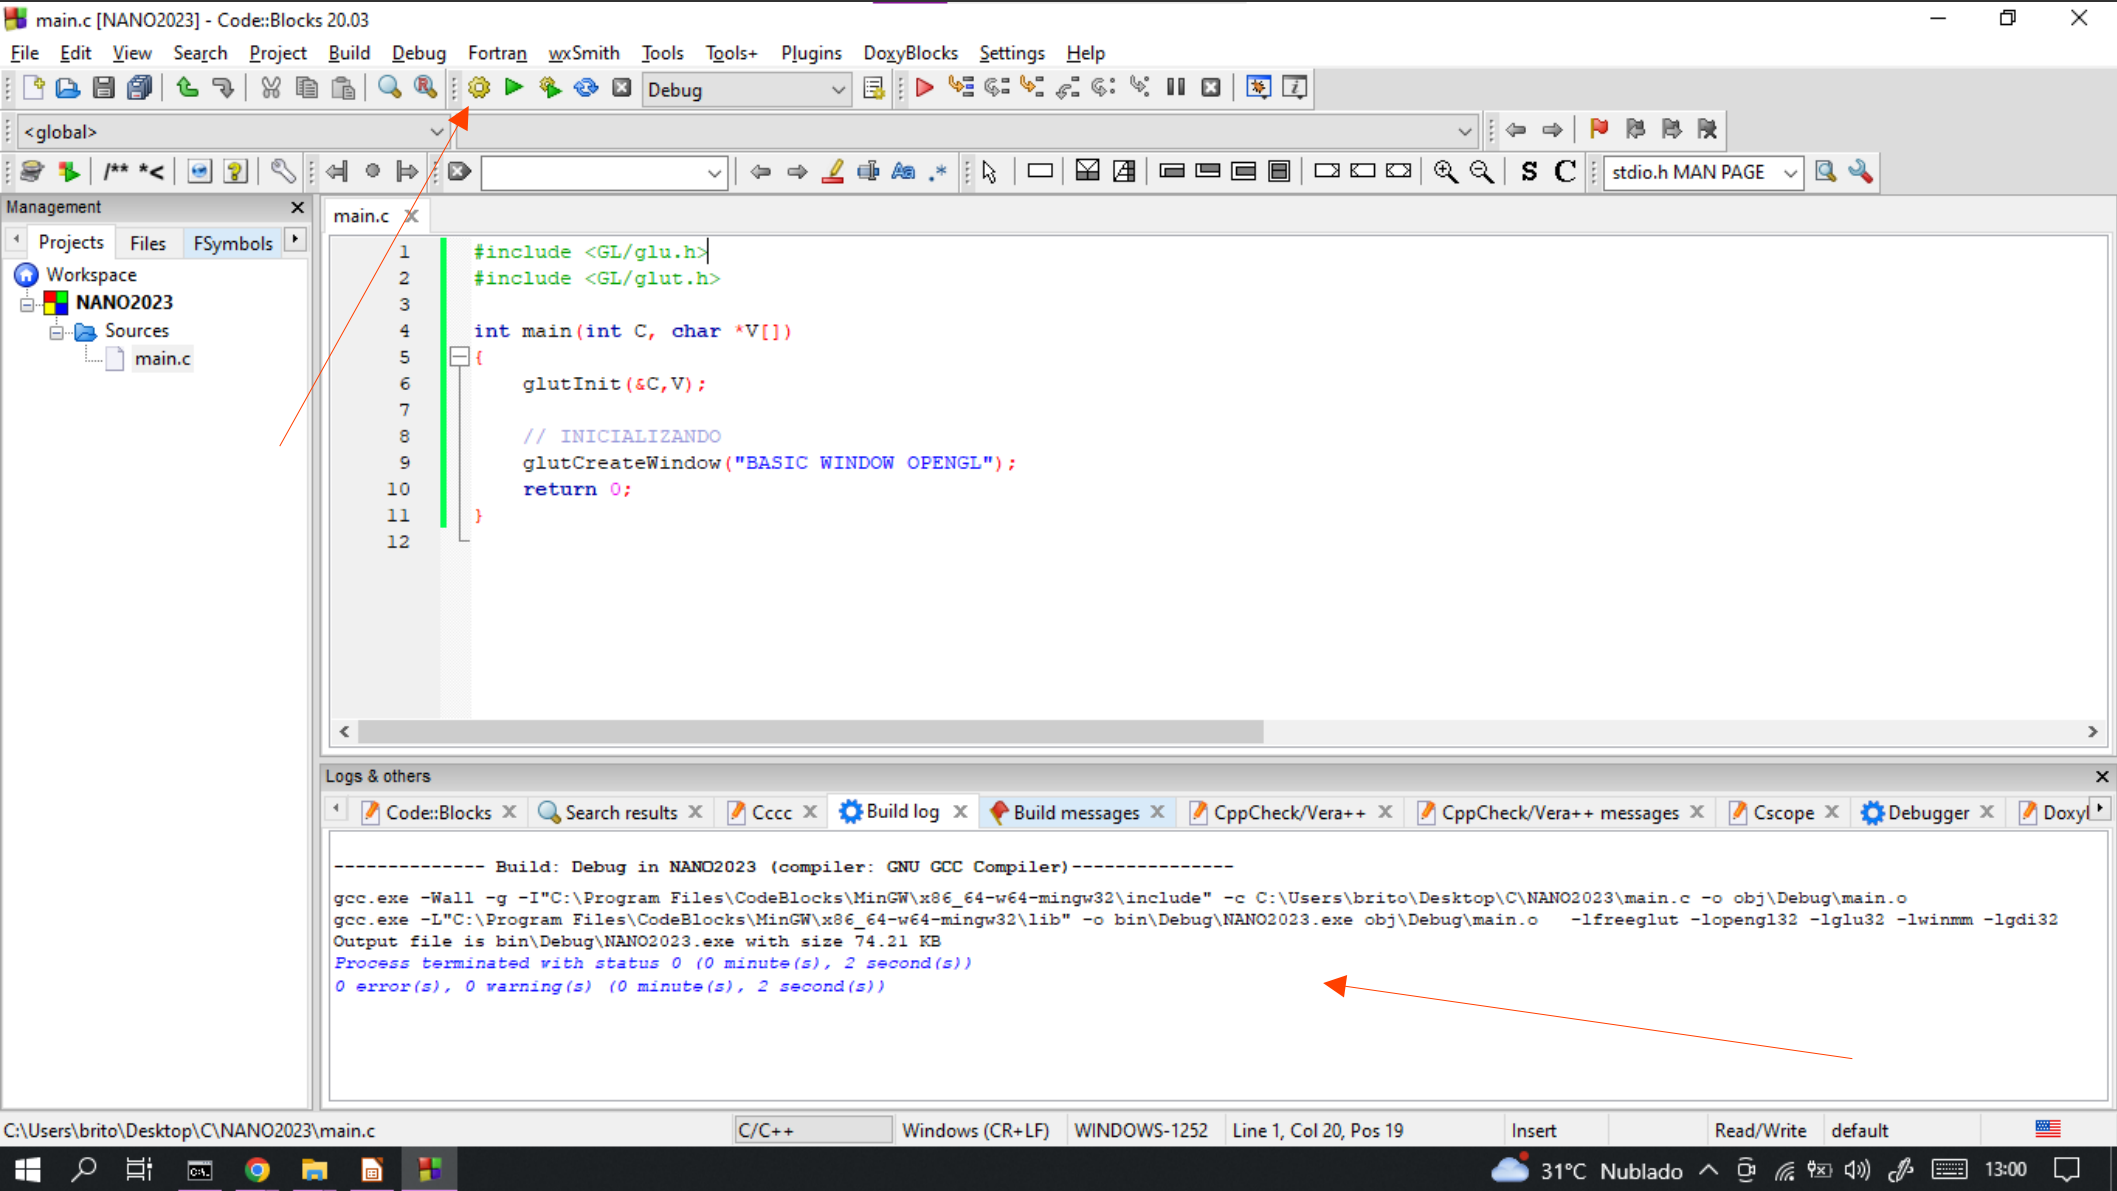 main.c [NANO2023] - Code::Blocks 20.03
File Edit View Search Project Build Debug Fortran wxSmith Tools Tools+ Plugins DoxyBlocks Settings Help
Debug
<global>
/** *< Aa .* S C stdio.h MAN PAGE
Management
Projects Files FSymbols
Workspace
NANO2023
Sources
main.c
main.c
1 #include <GL/glu.h>
2 #include <GL/glut.h>
3
4 int main(int C, char *V[])
5 {
6 glutInit(&C,V);
7
8 // INICIALIZANDO
9 glutCreateWindow("BASIC WINDOW OPENGL");
10 return 0;
11 }
12
Logs & others
Code::Blocks Search results Cccc Build log Build messages CppCheck/Vera++ CppCheck/Vera++ messages Cscope Debugger Doxyl
-------------- Build: Debug in NANO2023 (compiler: GNU GCC Compiler)---------------
gcc.exe -Wall -g -I"C:\Program Files\CodeBlocks\MinGW\x86_64-w64-mingw32\include" -c C:\Users\brito\Desktop\C\NANO2023\main.c -o obj\Debug\main.o
gcc.exe -L"C:\Program Files\CodeBlocks\MinGW\x86_64-w64-mingw32\lib" -o bin\Debug\NANO2023.exe obj\Debug\main.o -lfreeglut -lopengl32 -lglu32 -lwinmm -lgdi32
Output file is bin\Debug\NANO2023.exe with size 74.21 KB
Process terminated with status 0 (0 minute(s), 2 second(s))
0 error(s), 0 warning(s) (0 minute(s), 2 second(s))
C:\Users\brito\Desktop\C\NANO2023\main.c C/C++ Windows (CR+LF) WINDOWS-1252 Line 1, Col 20, Pos 19 Insert Read/Write default
31°C Nublado 13:00